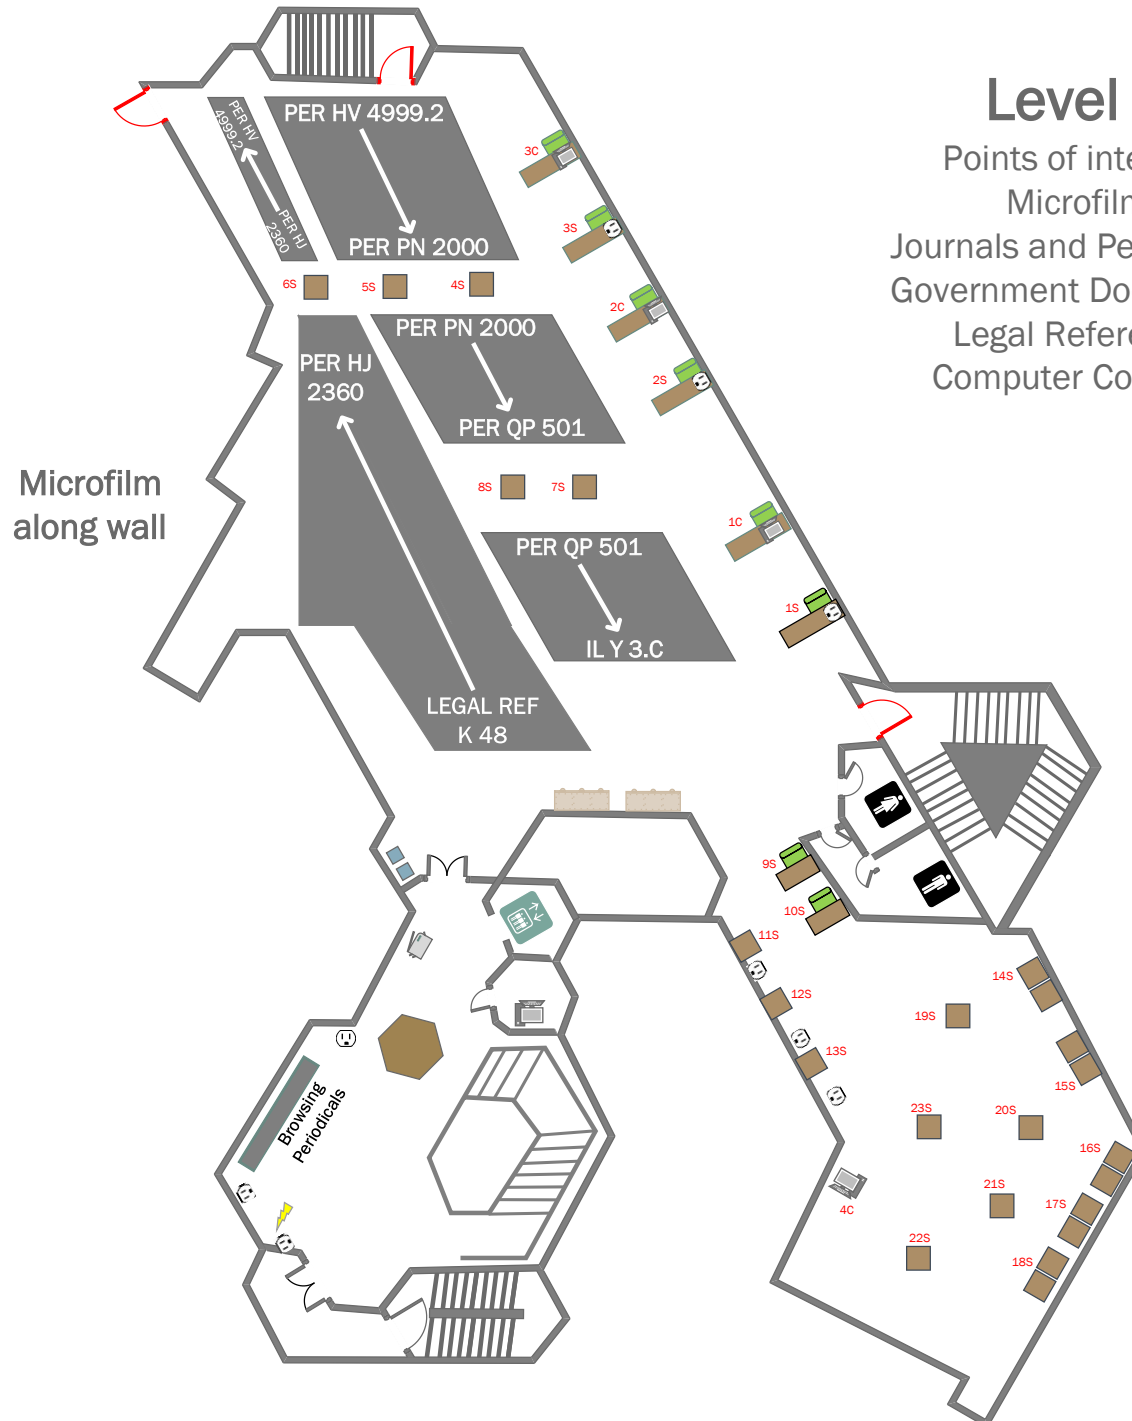 Level
Points of inte
Microfilm
Journals and Pe
Government Do
Legal Refere
Computer Co
PER HV
4999.2
PER HJ
2360
PER HV 4999.2
PER PN 2000
3C
3S
6S
5S
4S
2C
2S
PER PN 2000
PER QP 501
PER HJ
2360
LEGAL REF
K 48
Microfilm
along wall
8S
7S
1C
1S
PER QP 501
IL Y 3.C
9S
10S
11S
12S
13S
14S
19S
15S
23S
20S
16S
21S
17S
4C
22S
18S
Browsing
Periodicals